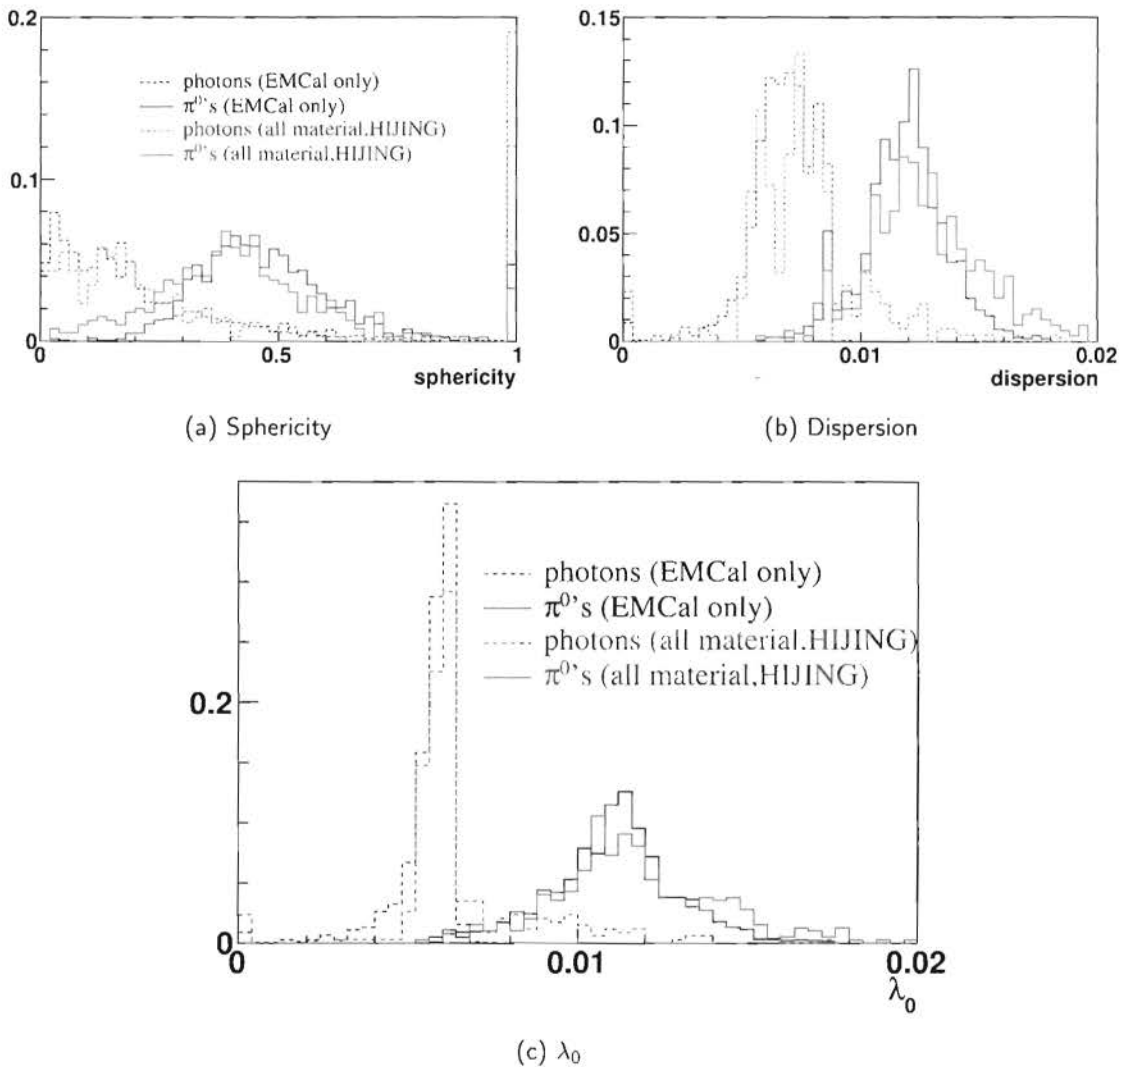 0.2
0.1
0
photons (EMCal only)
π⁰'s (EMCal only)
photons (all material,HIJING)
π⁰'s (all material,HIJING)
0 0.5 1
sphericity
(a) Sphericity
0.15
0.1
0.05
0
0 0.01 0.02
dispersion
(b) Dispersion
photons (EMCal only)
π⁰'s (EMCal only)
photons (all material,HIJING)
π⁰'s (all material,HIJING)
0.2
0
0 0.01 0.02
λ₀
(c) λ₀